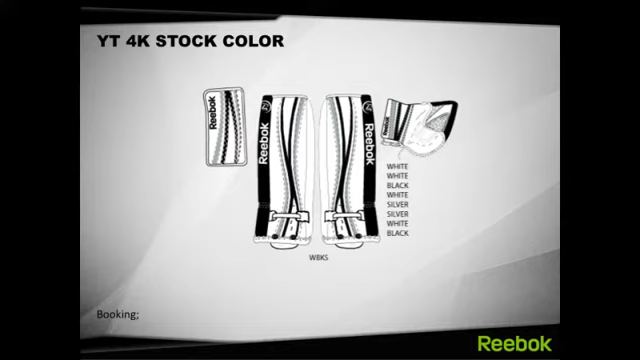 YT 4K STOCK COLOR
Reebok
Reebok
Reebok
WHITE
WHITE
BLACK
WHITE
SILVER
SILVER
WHITE
BLACK
WBKS
Booking;
Reebok